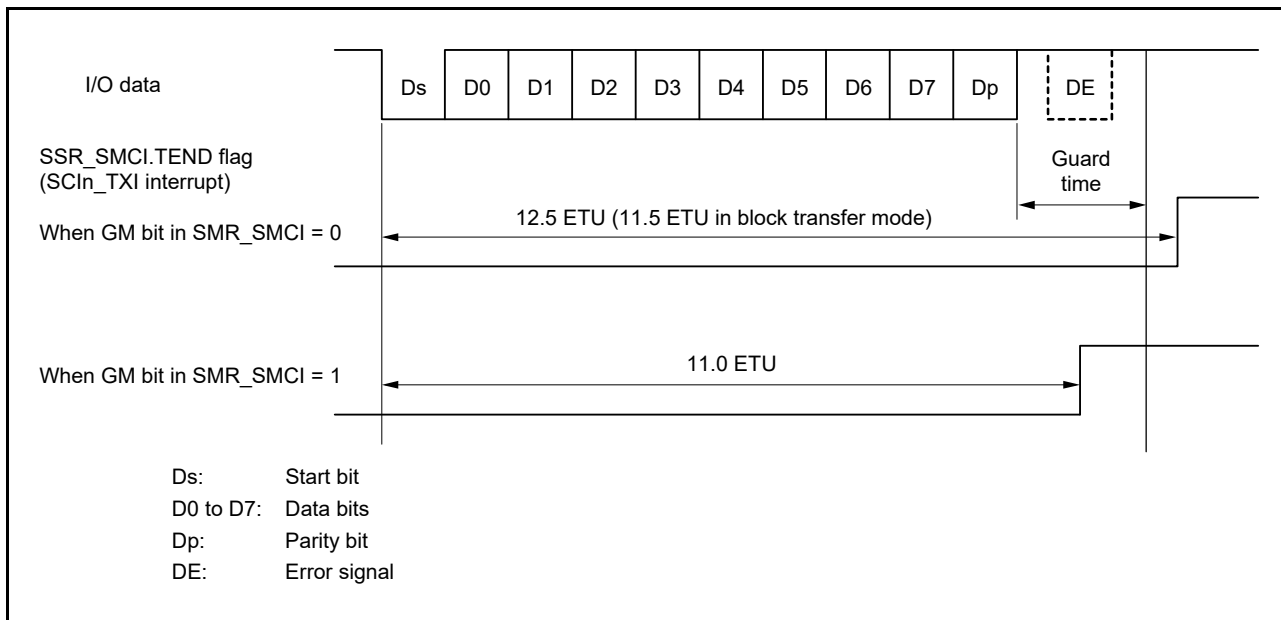 I/O data
Ds D0 D1 D2 D3 D4 D5 D6 D7 Dp DE
SSR_SMCI.TEND flag
(SCIn_TXI interrupt)
Guard
time
When GM bit in SMR_SMCI = 0
12.5 ETU (11.5 ETU in block transfer mode)
When GM bit in SMR_SMCI = 1
11.0 ETU
Ds: Start bit
D0 to D7: Data bits
Dp: Parity bit
DE: Error signal